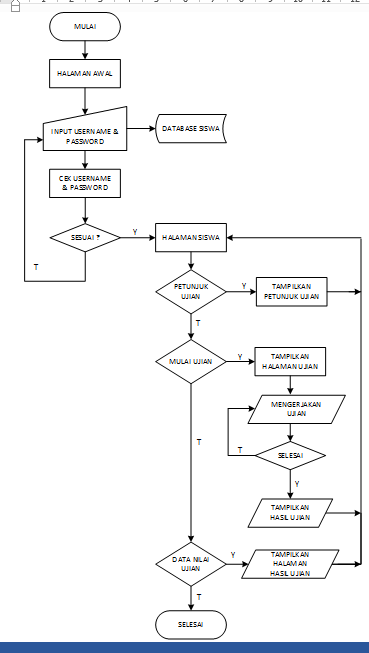 MULAI
HALAMAN AWAL
INPUT USERNAME &
PASSWORD
DATABASE SISWA
CEK USERNAME
& PASSWORD
SESUAI ?
Y
HALAMAN SISWA
T
PETUNJUK
UJIAN
Y
TAMPILKAN
PETUNJUK UJIAN
T
MULAI UJIAN
Y
TAMPILKAN
HALAMAN UJIAN
MENGERJAKAN
UJIAN
T
T
SELESAI
Y
TAMPILKAN
HASIL UJIAN
DATA NILAI
UJIAN
Y
TAMPILKAN
HALAMAN
HASIL UJIAN
T
SELESAI